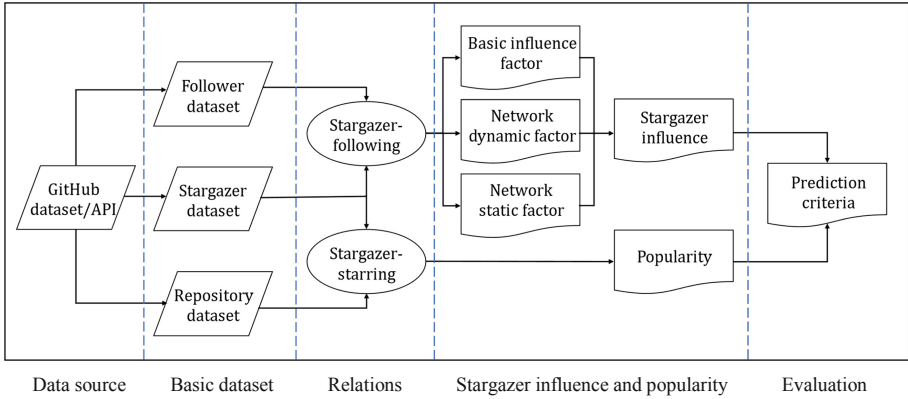 GitHub
dataset/API
Follower
dataset
Stargazer
dataset
Repository
dataset
Stargazer-
following
Stargazer-
starring
Basic influence
factor
Network
dynamic factor
Network
static factor
Stargazer
influence
Popularity
Prediction
criteria
Data source
Basic dataset
Relations
Stargazer influence and popularity
Evaluation